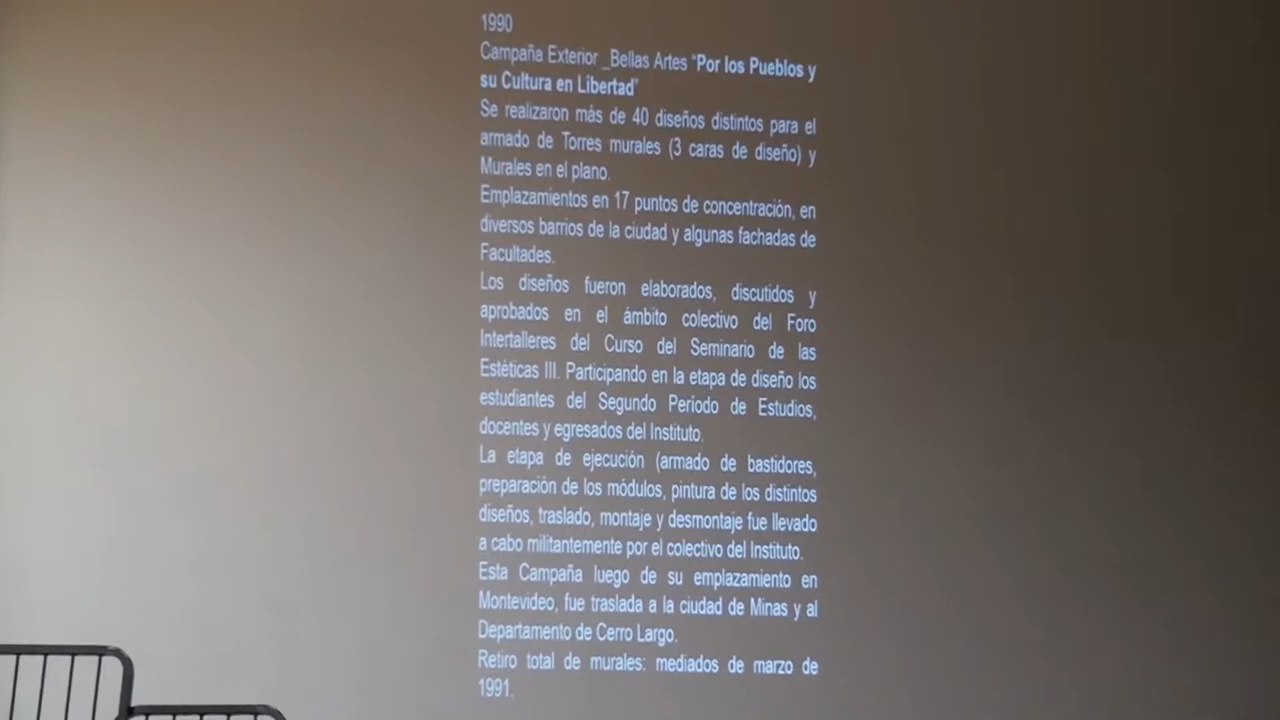 1990
Campaña Exterior _Bellas Artes "Por los Pueblos y
su Cultura en Libertad"
Se realizaron más de 40 diseños distintos para el
armado de Torres murales (3 caras de diseño) y
Murales en el plano.
Emplazamientos en 17 puntos de concentración, en
diversos barrios de la ciudad y algunas fachadas de
Facultades.
Los diseños fueron elaborados, discutidos y
aprobados en el ámbito colectivo del Foro
Intertalleres del Curso del Seminario de las
Estéticas III. Participando en la etapa de diseño los
estudiantes del Segundo Período de Estudios,
docentes y egresados del Instituto.
La etapa de ejecución (armado de bastidores,
preparación de los módulos, pintura de los distintos
diseños, traslado, montaje y desmontaje fue llevado
a cabo militantemente por el colectivo del Instituto.
Esta Campaña luego de su emplazamiento en
Montevideo, fue traslada a la ciudad de Minas y al
Departamento de Cerro Largo.
Retiro total de murales: mediados de marzo de
1991.